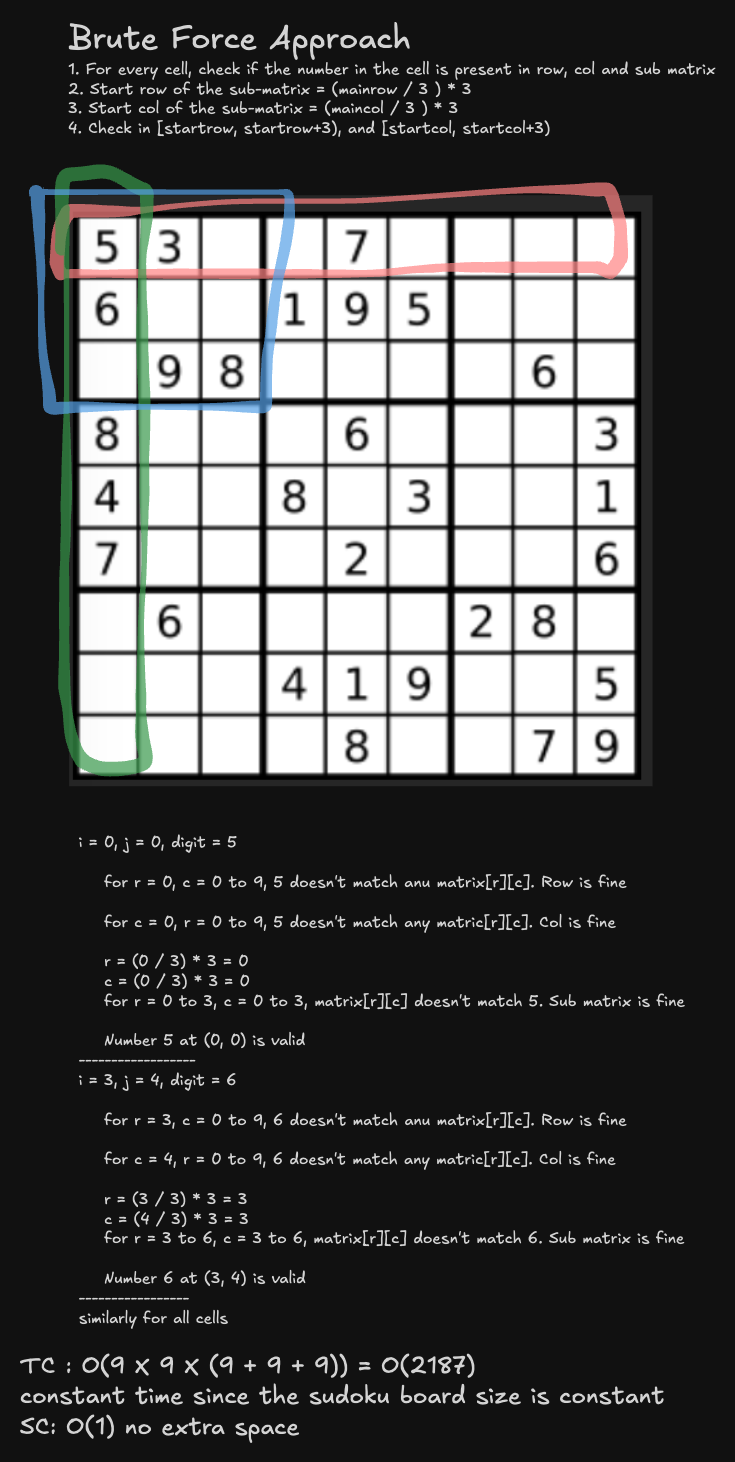 Brute Force Approach
1. For every cell, check if the number in the cell is present in row, col and sub matrix
2. Start row of the sub-matrix = (mainrow / 3 ) * 3
3. Start col of the sub-matrix = (maincol / 3 ) * 3
4. Check in [startrow, startrow+3), and [startcol, startcol+3)
5 3 7
6 1 9 5
9 8 6
8 6 3
4 8 3 1
7 2 6
6 2 8
4 1 9 5
8 7 9
i = 0, j = 0, digit = 5
for r = 0, c = 0 to 9, 5 doesn't match anu matrix[r][c]. Row is fine
for c = 0, r = 0 to 9, 5 doesn't match any matric[r][c]. Col is fine
r = (0 / 3) * 3 = 0
c = (0 / 3) * 3 = 0
for r = 0 to 3, c = 0 to 3, matrix[r][c] doesn't match 5. Sub matrix is fine
Number 5 at (0, 0) is valid
------------------
i = 3, j = 4, digit = 6
for r = 3, c = 0 to 9, 6 doesn't match anu matrix[r][c]. Row is fine
for c = 4, r = 0 to 9, 6 doesn't match any matric[r][c]. Col is fine
r = (3 / 3) * 3 = 3
c = (4 / 3) * 3 = 3
for r = 3 to 6, c = 3 to 6, matrix[r][c] doesn't match 6. Sub matrix is fine
Number 6 at (3, 4) is valid
-----------------
similarly for all cells
TC : O(9 x 9 x (9 + 9 + 9)) = O(2187)
constant time since the sudoku board size is constant
SC: O(1) no extra space